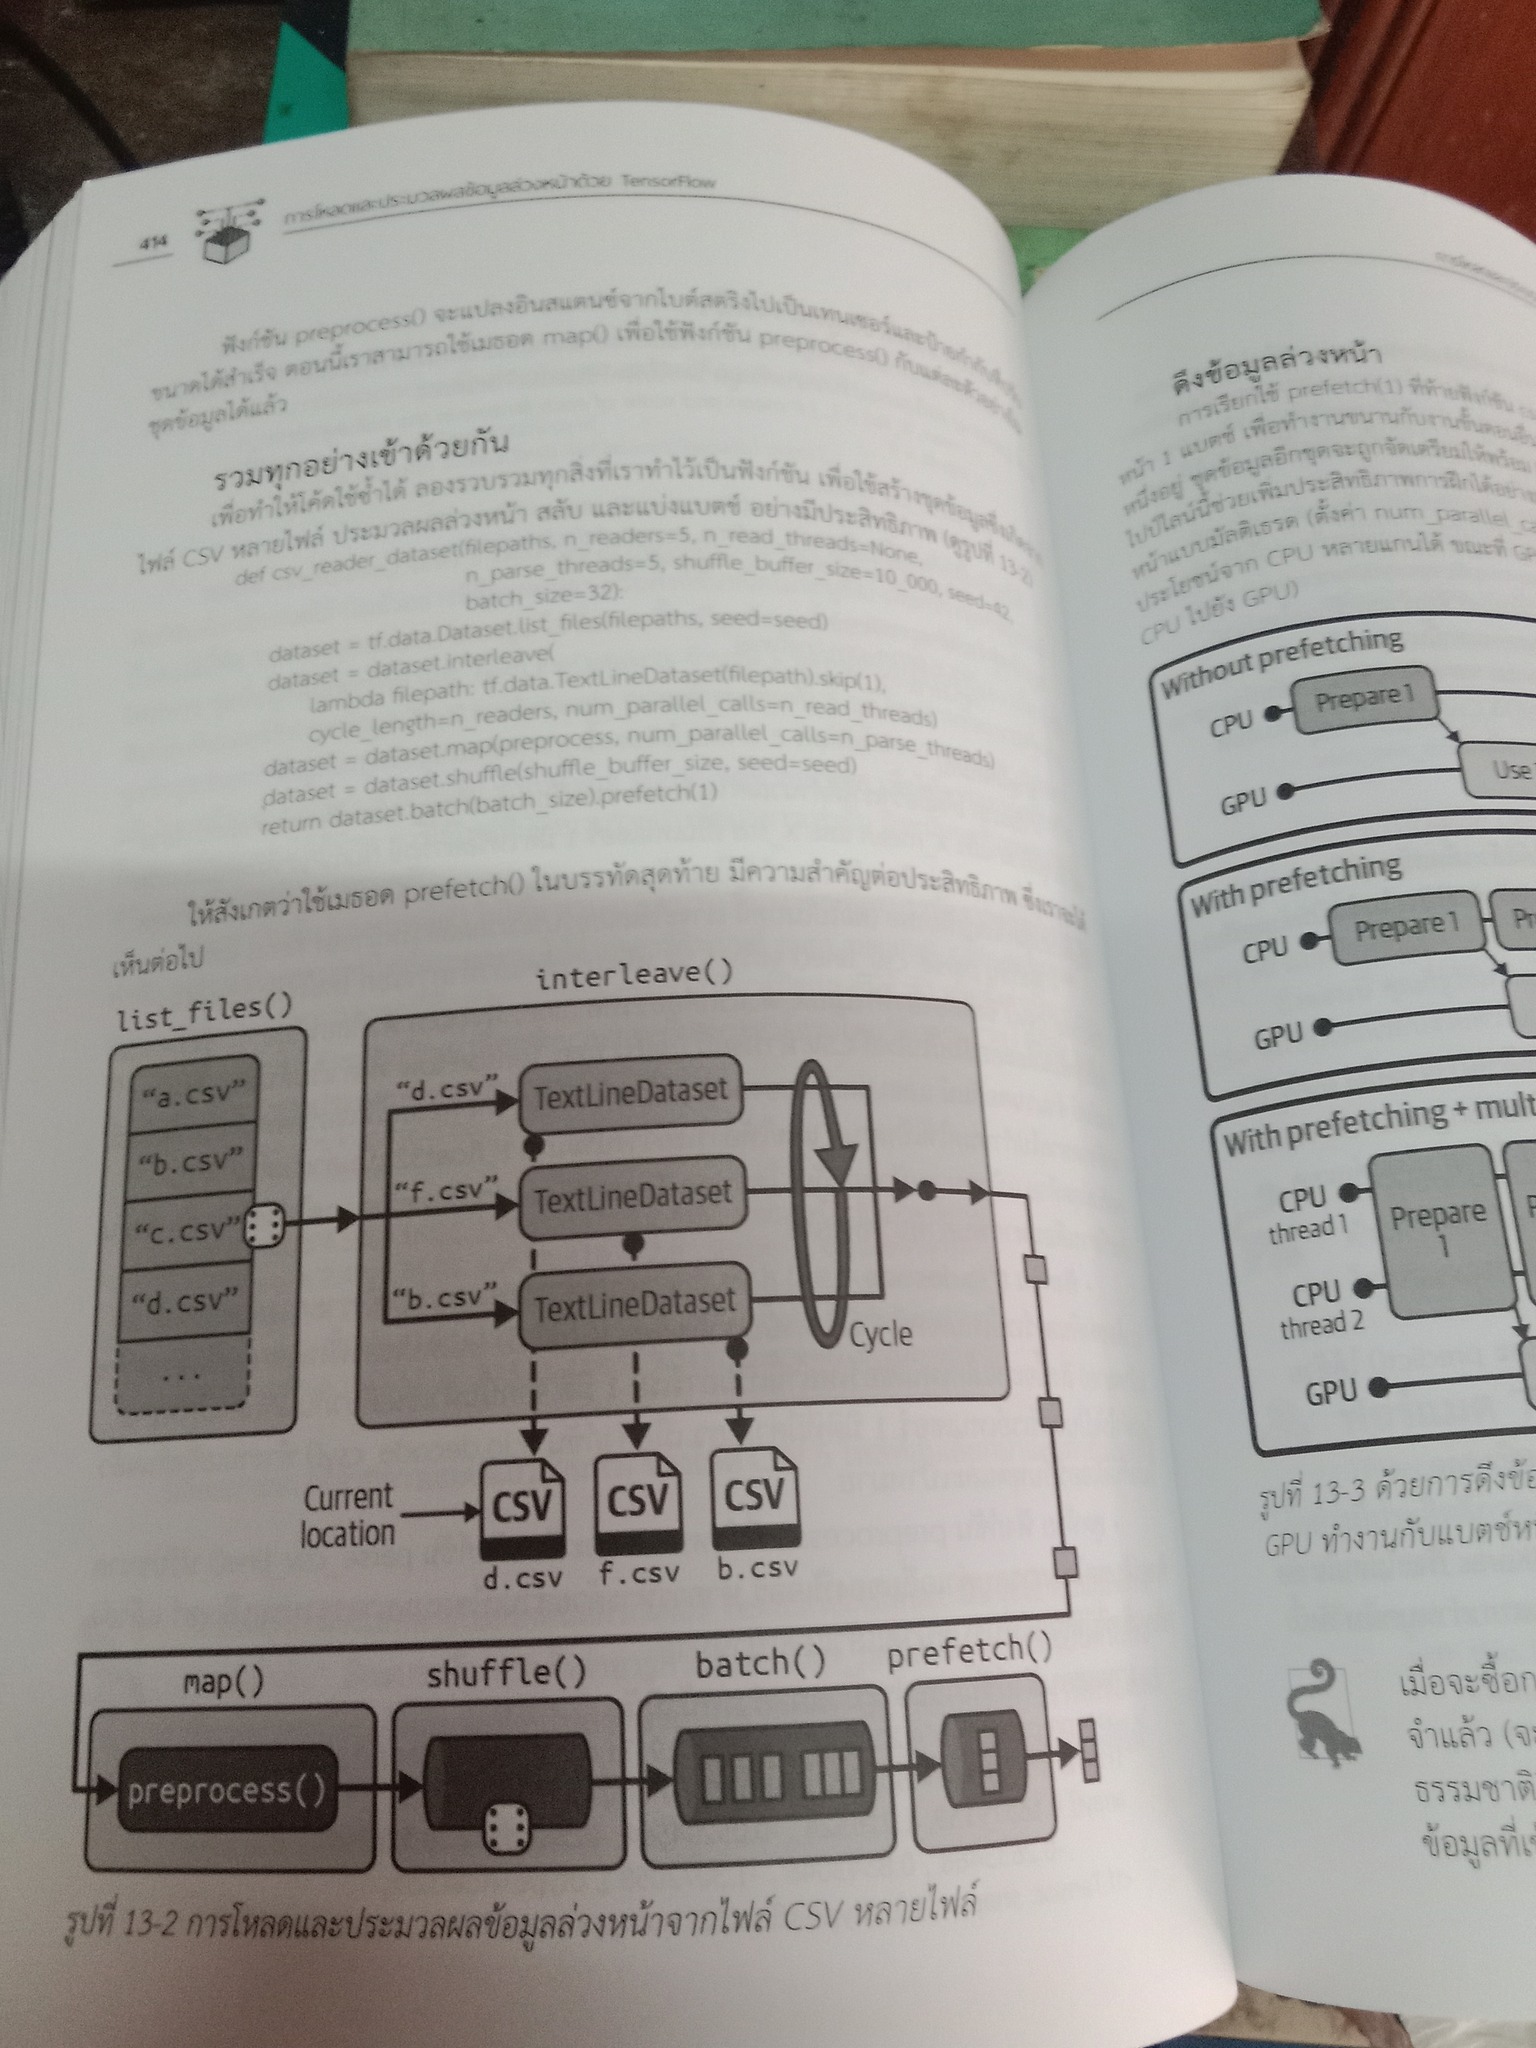 414
การโหลดและประมวลผลข้อมูลล่วงหน้าด้วย TensorFlow
ฟังก์ชัน preprocess() จะแปลงอินสแตนซ์จากไบต์สตริงไปเป็นเทนเซอร์และป้ายกำกับ
ขนาดได้สำเร็จ ตอนนี้เราสามารถใช้เมธอด map() เพื่อใช้ฟังก์ชัน preprocess() กับแต่ละตัวอย่างใน
ชุดข้อมูลได้แล้ว
รวมทุกอย่างเข้าด้วยกัน
เพื่อทำให้โค้ดใช้ซ้ำได้ ลองรวบรวมทุกสิ่งที่เราทำไว้เป็นฟังก์ชัน เพื่อใช้สร้างชุดข้อมูล
ไฟล์ CSV หลายไฟล์ ประมวลผลล่วงหน้า สลับ และแบ่งแบตช์ อย่างมีประสิทธิภาพ (ดูรูปที่ 13-2)
def csv_reader_dataset(filepaths, n_readers=5, n_read_threads=None,
n_parse_threads=5, shuffle_buffer_size=10_000, seed=42,
batch_size=32):
dataset = tf.data.Dataset.list_files(filepaths, seed=seed)
dataset = dataset.interleave(
lambda filepath: tf.data.TextLineDataset(filepath).skip(1),
cycle_length=n_readers, num_parallel_calls=n_read_threads)
dataset = dataset.map(preprocess, num_parallel_calls=n_parse_threads)
dataset = dataset.shuffle(shuffle_buffer_size, seed=seed)
return dataset.batch(batch_size).prefetch(1)
ให้สังเกตว่าใช้เมธอด prefetch() ในบรรทัดสุดท้าย มีความสำคัญต่อประสิทธิภาพ ซึ่งเราจะได้
เห็นต่อไป
list_files()
interleave()
"a.csv"
"b.csv"
"c.csv"
"d.csv"
...
"d.csv"
TextLineDataset
"f.csv"
TextLineDataset
"b.csv"
TextLineDataset
Cycle
Current
location
CSV
CSV
CSV
d.csv
f.csv
b.csv
map()
shuffle()
batch()
prefetch()
preprocess()
รูปที่ 13-2 การโหลดและประมวลผลข้อมูลล่วงหน้าจากไฟล์ CSV หลายไฟล์
ดึงข้อมูลล่วงหน้า
การเรียกใช้ prefetch(1) ที่ท้ายฟังก์ชัน
หน้า 1 แบตช์ เพื่อทำงานขนานกับงานขั้นตอน
หนึ่งอยู่ ชุดข้อมูลอีกชุดจะถูกจัดเตรียมให้พร้อม
ไปป์ไลน์นี้ช่วยเพิ่มประสิทธิภาพการฝึกได้อย่าง
หน้าแบบมัลติเธรด (ตั้งค่า num_parallel_
ประโยชน์จาก CPU หลายแกนได้ ขณะที่
CPU ไปยัง GPU)
Without prefetching
CPU
Prepare 1
GPU
Use
With prefetching
CPU
Prepare 1
GPU
With prefetching +
CPU
thread 1
Prepare
1
CPU
thread 2
GPU
รูปที่ 13-3 ด้วยการดึง
GPU ทำงานกับแบตช์
เมื่อจะซื้อ
จำแล้ว
ธรรมชาติ
ข้อมูลที่